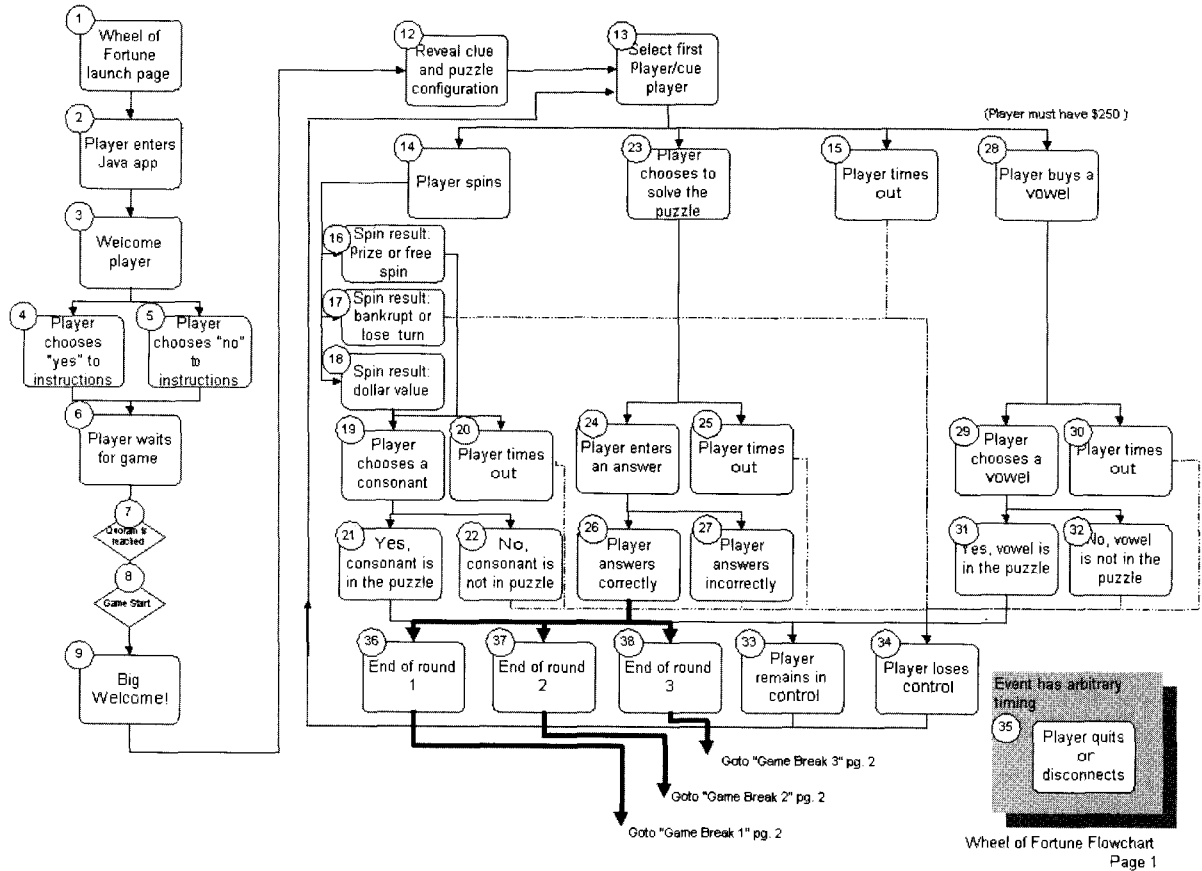 1
Wheel of
Fortune
launch page
2
Player enters
Java app
3
Welcome
player
4
Player
chooses
"yes" to
instructions
5
Player
chooses "no"
to
instructions
6
Player waits
for game
7
reached
8
Game Start
9
Big
Welcome!
12
Reveal clue
and puzzle
configuration
13
Select first
Player/cue
player
(Player must have $250 )
14
Player spins
23
Player
chooses to
solve the
puzzle
15
Player times
out
28
Player buys a
vowel
16
Spin result:
Prize or free
spin
17
Spin result:
bankrupt or
lose turn
18
Spin result:
dollar value
19
Player
chooses a
consonant
20
Player times
out
24
Player enters
an answer
25
Player times
out
29
Player
chooses a
vowel
30
Player times
out
21
Yes,
consonant is
in the puzzle
22
No,
consonant is
not in puzzle
26
Player
answers
correctly
27
Player
answers
incorrectly
31
Yes, vowel is
in the puzzle
32
No, vowel
is not in the
puzzle
36
End of round
1
37
End of round
2
38
End of round
3
33
Player
remains in
control
34
Player loses
control
Event has arbitrary
timing
35
Player quits
or
disconnects
Goto "Game Break 3" pg. 2
Goto "Game Break 2" pg. 2
Goto "Game Break 1" pg. 2
Wheel of Fortune Flowchart
Page 1